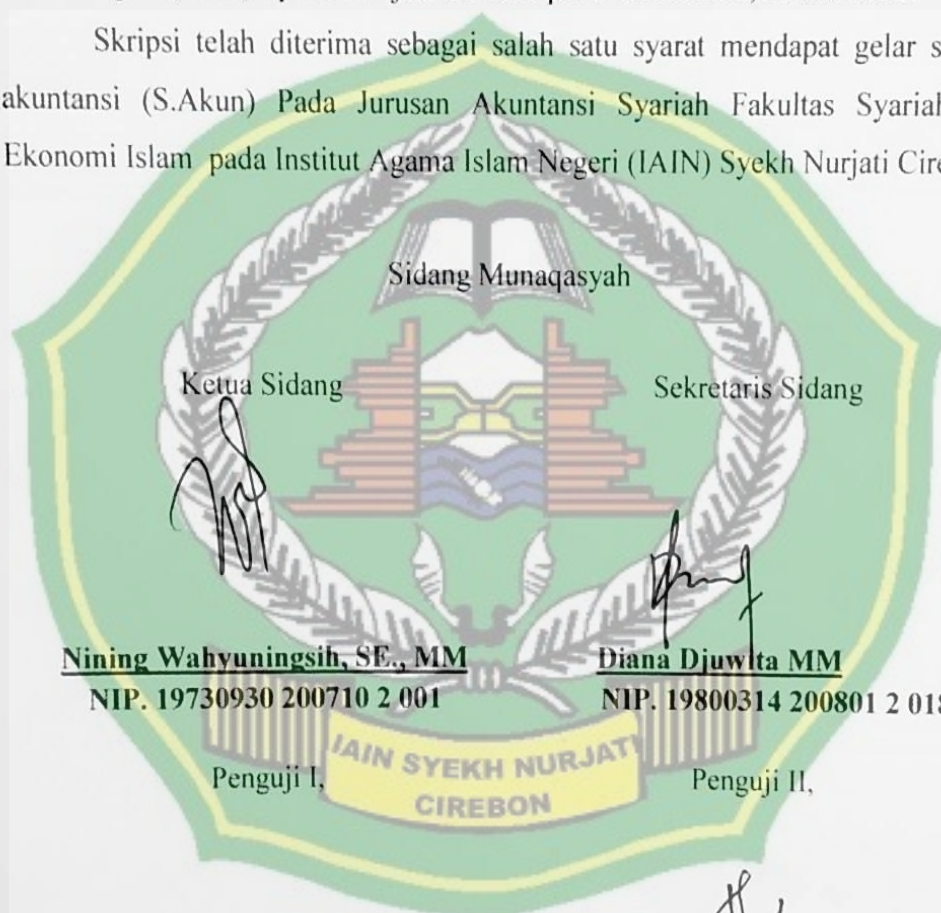 Skripsi telah diterima sebagai salah satu syarat mendapat gelar
akuntansi (S.Akun) Pada Jurusan Akuntansi Syariah Fakultas Syariah
Ekonomi Islam pada Institut Agama Islam Negeri (IAIN) Syekh Nurjati
Sidang Munaqasyah
Ketua Sidang Sekretaris Sidang
Nining Wahyuningsih, SE., MM Diana Djuwita MM
NIP. 19730930 200710 2 001 NIP. 19800314 200801 2 018
IAIN SYEKH NURJATI
CIREBON
Penguji I, Penguji II,